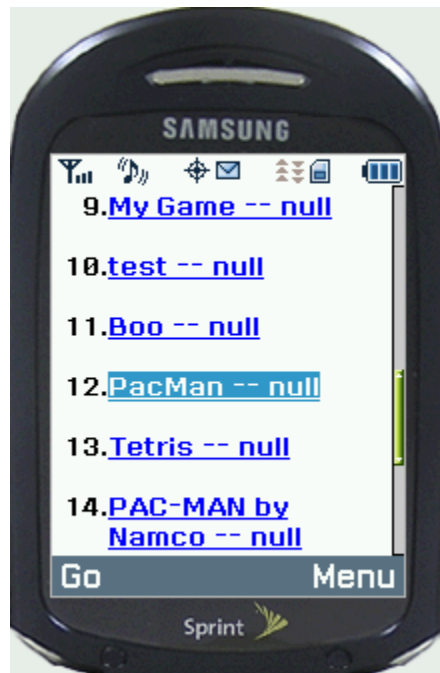 SAMSUNG
9.My Game -- null
10.test -- null
11.Boo -- null
12.PacMan -- null
13.Tetris -- null
14.PAC-MAN by
Namco -- null
Go Menu
Sprint